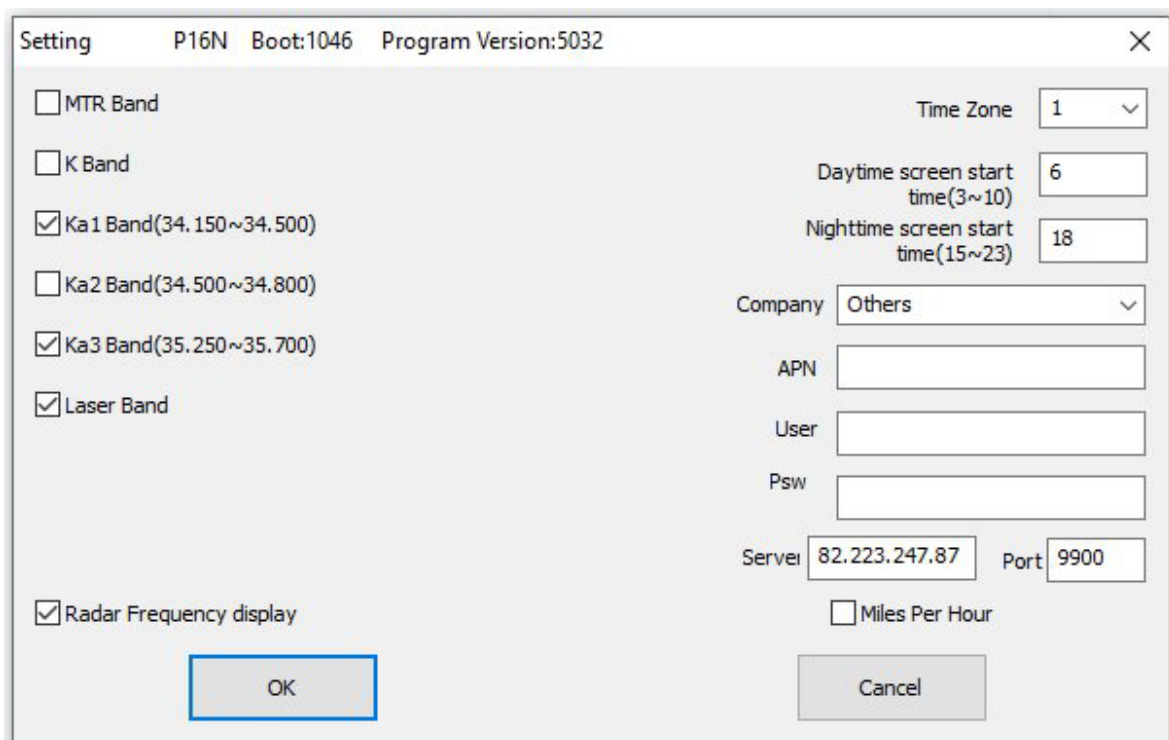 Setting P16N Boot:1046 Program Version:5032
MTR Band
K Band
Ka1 Band(34.150~34.500)
Ka2 Band(34.500~34.800)
Ka3 Band(35.250~35.700)
Laser Band
Radar Frequency display
OK
Time Zone 1
Daytime screen start
time(3~10) 6
Nighttime screen start
time(15~23) 18
Company Others
APN
User
Psw
Server 82.223.247.87 Port 9900
Miles Per Hour
Cancel